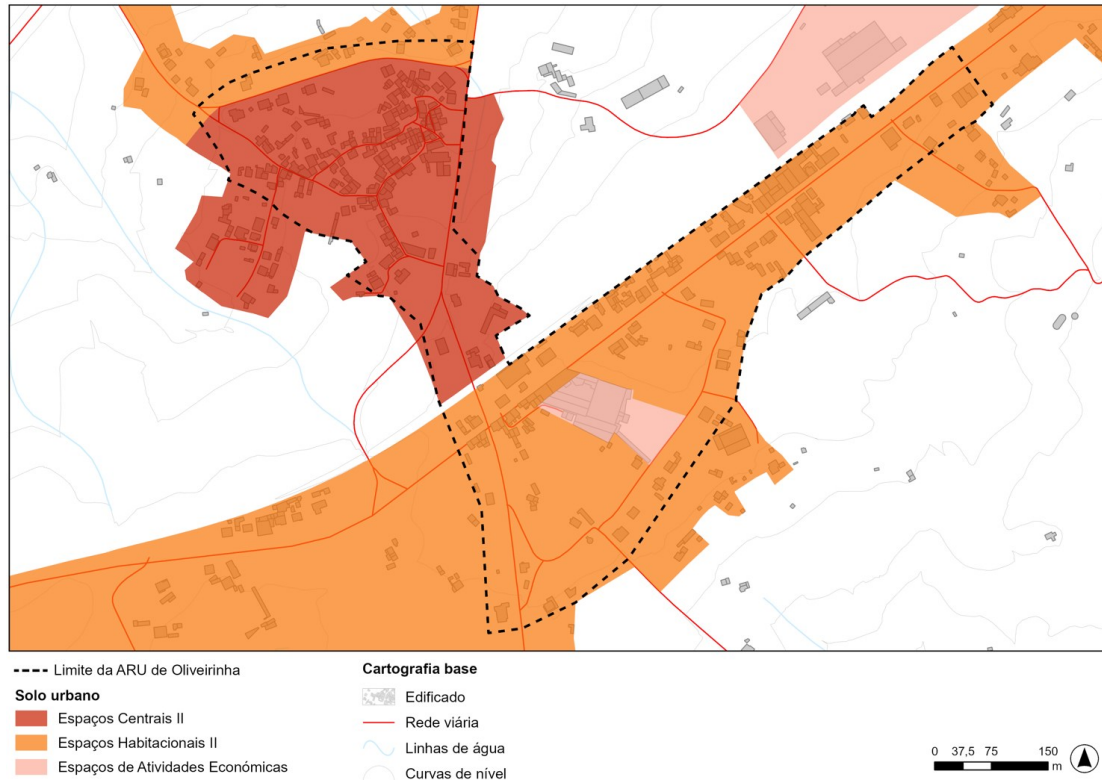 Limite da ARU de Oliveirinha
Solo urbano
Espaços Centrais II
Espaços Habitacionais II
Espaços de Atividades Económicas
Cartografia base
Edificado
Rede viária
Linhas de água
Curvas de nível
0 37,5 75 150
m